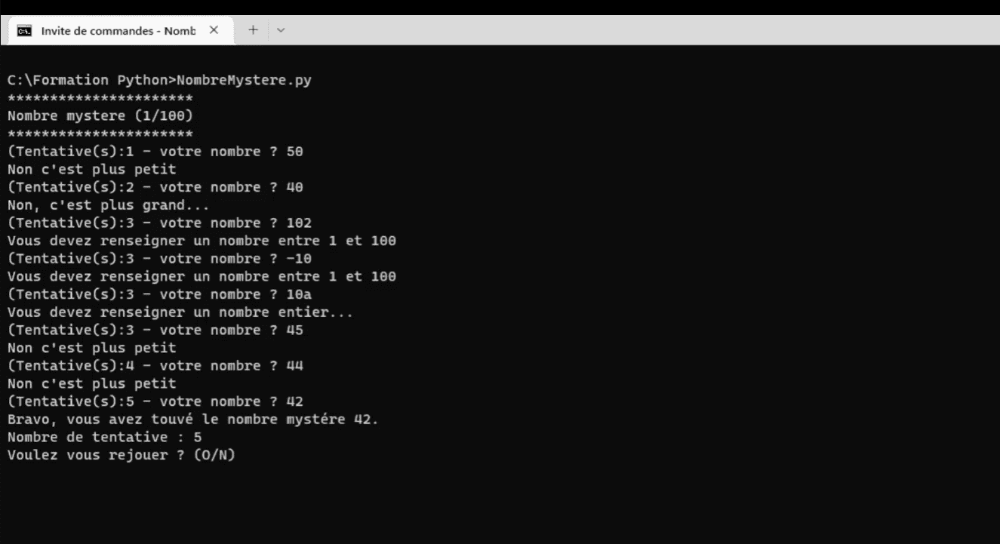 Invite de commandes - Nomb
C:\Formation Python>NombreMystere.py
**********************
Nombre mystere (1/100)
**********************
(Tentative(s):1 - votre nombre ? 50
Non c'est plus petit
(Tentative(s):2 - votre nombre ? 40
Non, c'est plus grand...
(Tentative(s):3 - votre nombre ? 102
Vous devez renseigner un nombre entre 1 et 100
(Tentative(s):3 - votre nombre ? -10
Vous devez renseigner un nombre entre 1 et 100
(Tentative(s):3 - votre nombre ? 10a
Vous devez renseigner un nombre entier...
(Tentative(s):3 - votre nombre ? 45
Non c'est plus petit
(Tentative(s):4 - votre nombre ? 44
Non c'est plus petit
(Tentative(s):5 - votre nombre ? 42
Bravo, vous avez touvé le nombre mystére 42.
Nombre de tentative : 5
Voulez vous rejouer ? (O/N)